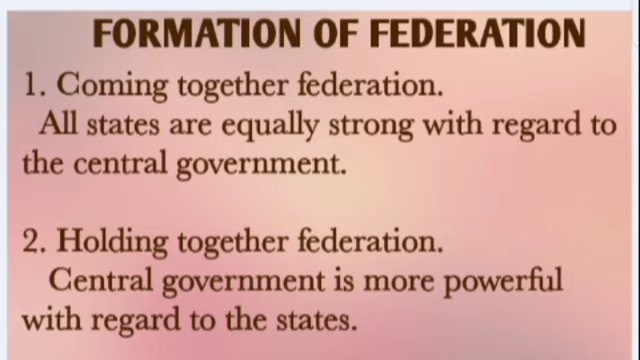 FORMATION OF FEDERATION
1. Coming together federation.
All states are equally strong with regard to
the central government.
2. Holding together federation.
Central government is more powerful
with regard to the states.